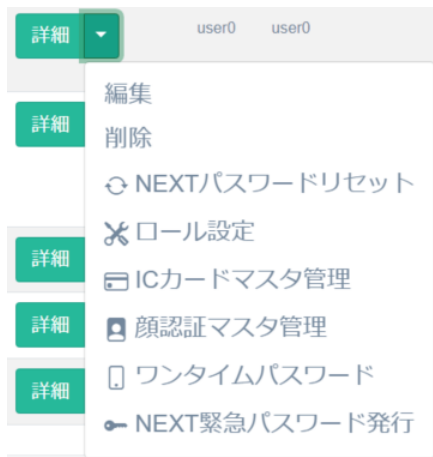 詳細 user0 user0
編集
詳細
削除
NEXTパスワードリセット
ロール設定
詳細
ICカードマスタ管理
詳細
顔認証マスタ管理
ワンタイムパスワード
詳細
NEXT緊急パスワード発行